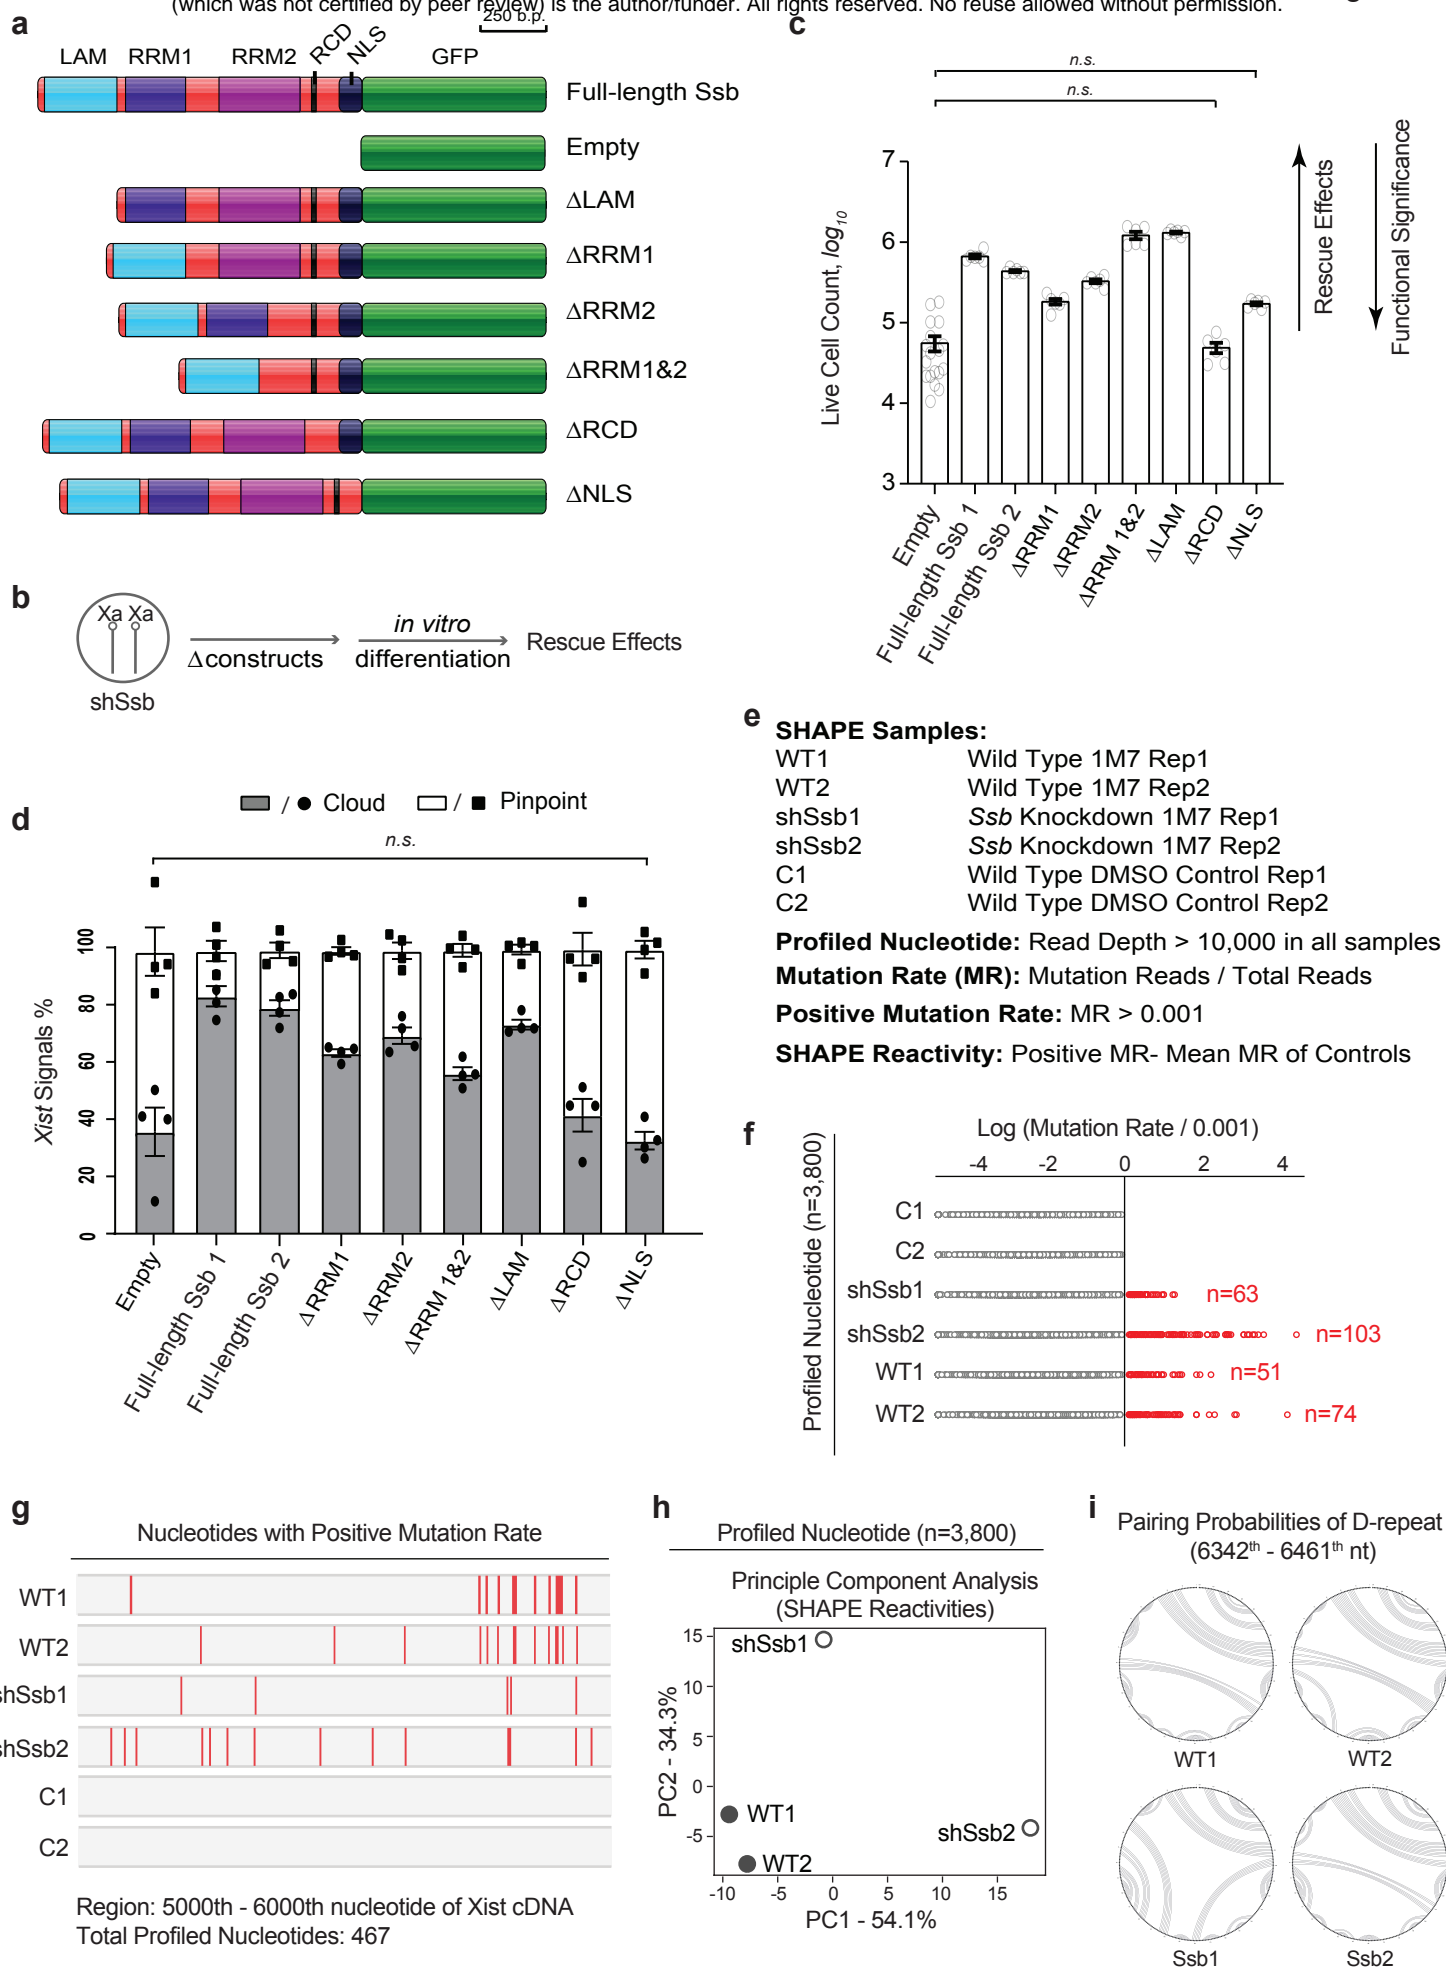 (which was not certified by peer review) is the author/funder. All rights reserved. No reuse allowed without permission.
a
250 b.p.
LAM RRM1 RRM2 RCD NLS GFP
Full-length Ssb
Empty
ΔLAM
ΔRRM1
ΔRRM2
ΔRRM1&2
ΔRCD
ΔNLS
b
Xa Xa
shSsb
Δconstructs
in vitro
differentiation
Rescue Effects
c
n.s.
n.s.
Live Cell Count, log10
7
6
5
4
3
Empty
Full-length Ssb 1
Full-length Ssb 2
ΔRRM1
ΔRRM2
ΔRRM 1&2
ΔLAM
ΔRCD
ΔNLS
Rescue Effects
Functional Significance
d
/ Cloud / Pinpoint
n.s.
Xist Signals %
100
80
60
40
20
0
Empty
Full-length Ssb 1
Full-length Ssb 2
ΔRRM1
ΔRRM2
ΔRRM 1&2
ΔLAM
ΔRCD
ΔNLS
e
SHAPE Samples:
WT1 Wild Type 1M7 Rep1
WT2 Wild Type 1M7 Rep2
shSsb1 Ssb Knockdown 1M7 Rep1
shSsb2 Ssb Knockdown 1M7 Rep2
C1 Wild Type DMSO Control Rep1
C2 Wild Type DMSO Control Rep2
Profiled Nucleotide: Read Depth > 10,000 in all samples
Mutation Rate (MR): Mutation Reads / Total Reads
Positive Mutation Rate: MR > 0.001
SHAPE Reactivity: Positive MR- Mean MR of Controls
f
Log (Mutation Rate / 0.001)
-4 -2 0 2 4
Profiled Nucleotide (n=3,800)
C1
C2
shSsb1 n=63
shSsb2 n=103
WT1 n=51
WT2 n=74
g
Nucleotides with Positive Mutation Rate
WT1
WT2
shSsb1
shSsb2
C1
C2
Region: 5000th - 6000th nucleotide of Xist cDNA
Total Profiled Nucleotides: 467
h
Profiled Nucleotide (n=3,800)
Principle Component Analysis
(SHAPE Reactivities)
PC2 - 34.3%
15
10
5
0
-5
shSsb1
WT1
WT2
shSsb2
-10 -5 0 5 10 15
PC1 - 54.1%
i
Pairing Probabilities of D-repeat
(6342th - 6461th nt)
WT1 WT2
Ssb1 Ssb2